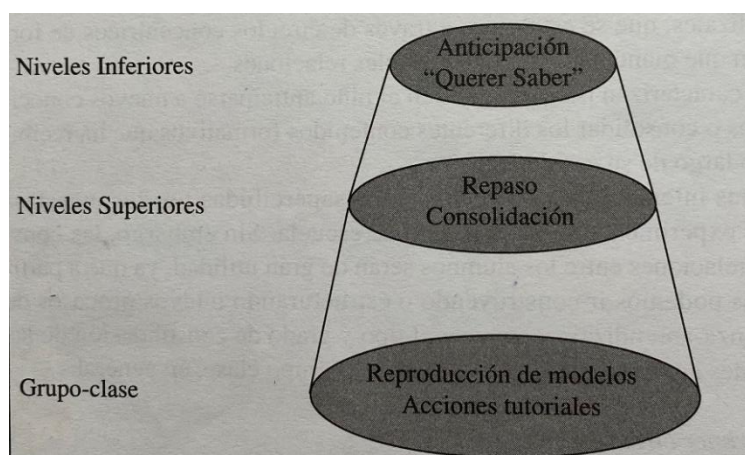 Niveles Inferiores
Anticipación
“Querer Saber”
Niveles Superiores
Repaso
Consolidación
Grupo-clase
Reproducción de modelos
Acciones tutoriales